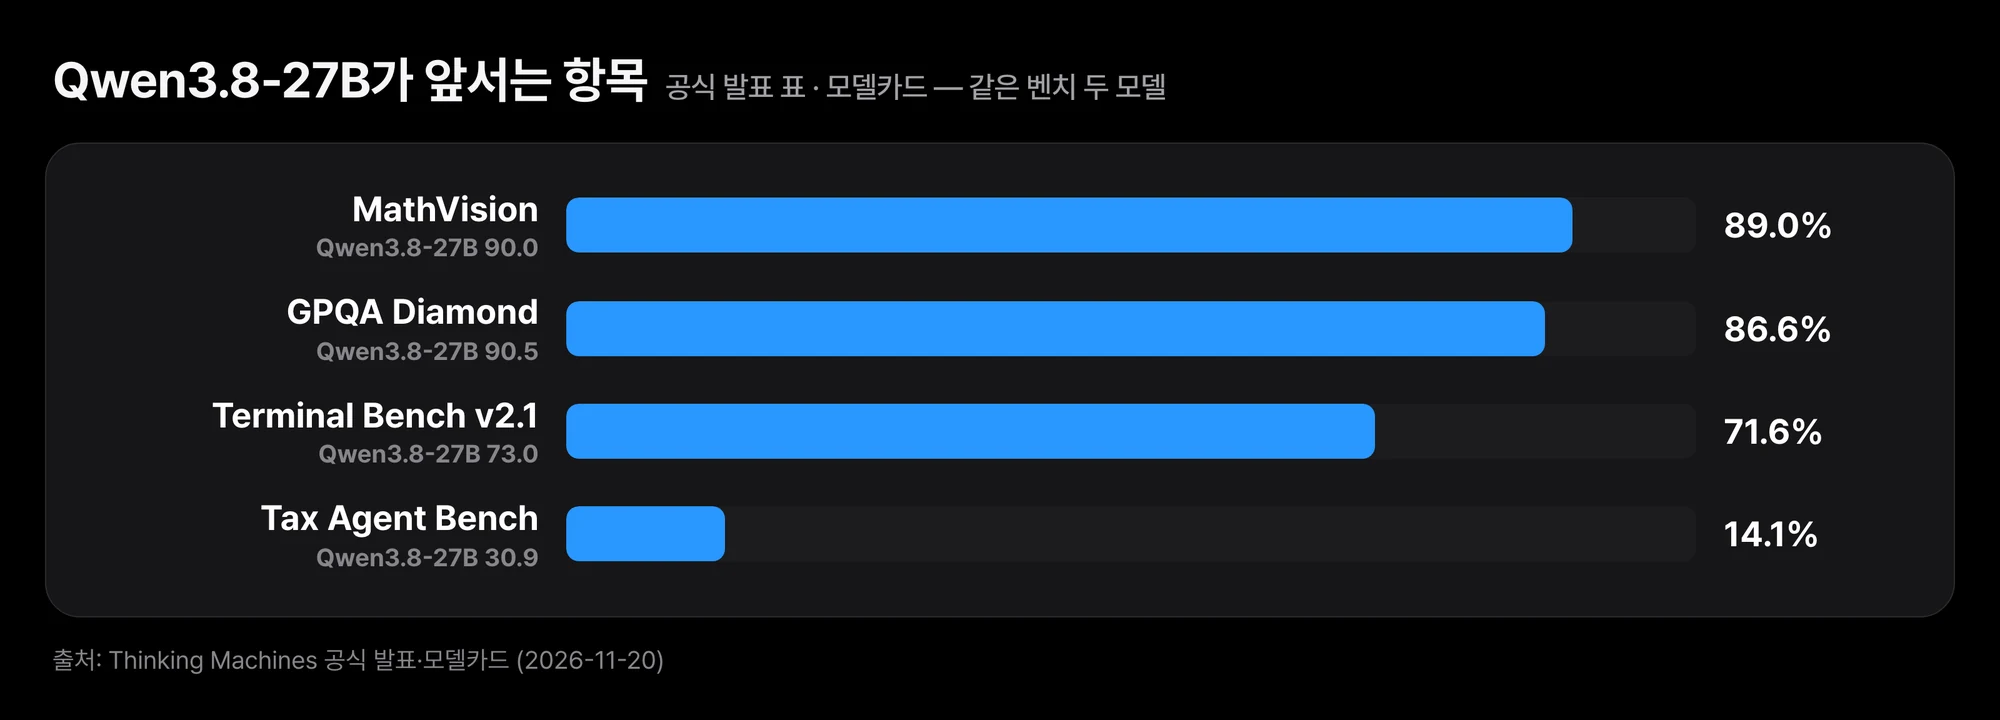 Qwen3.8-27B가 앞서는 항목 공식 발표 표 · 모델카드 — 같은 벤치 두 모델
MathVision
Qwen3.8-27B 90.0
89.0%
GPQA Diamond
Qwen3.8-27B 90.5
86.6%
Terminal Bench v2.1
Qwen3.8-27B 73.0
71.6%
Tax Agent Bench
Qwen3.8-27B 30.9
14.1%
출처: Thinking Machines 공식 발표·모델카드 (2026-11-20)